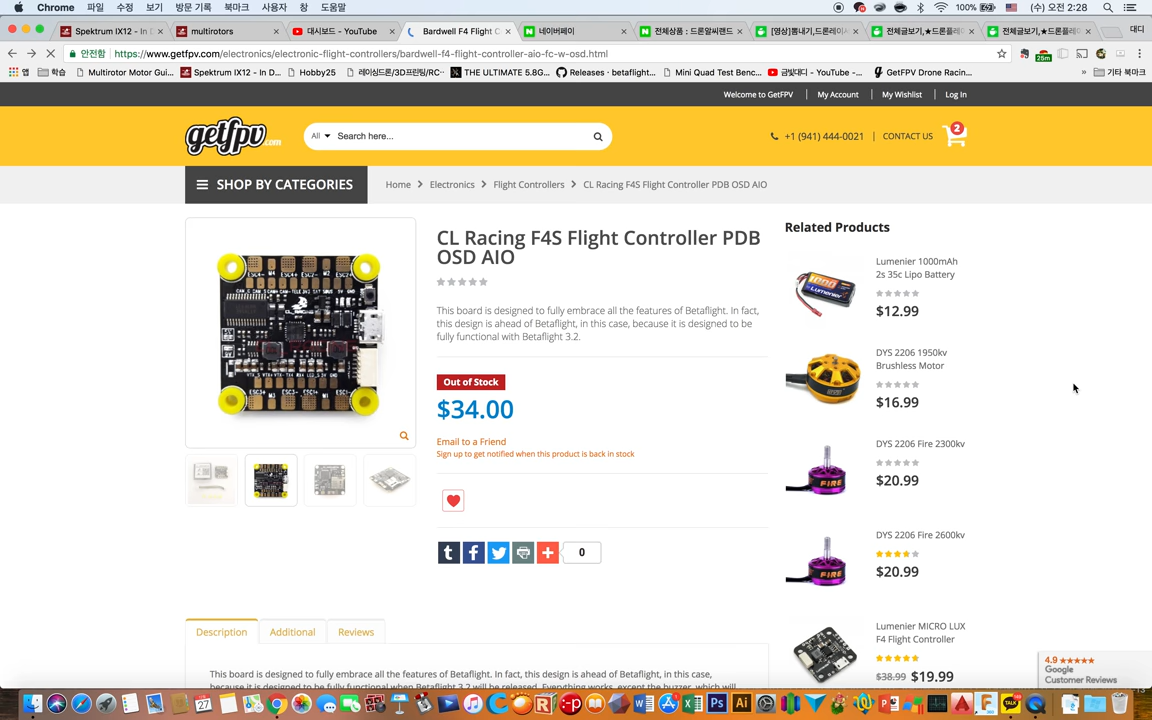 Chrome 파일 수정 보기 방문 기록 북마크 사용자 창 도움말 100% (수) 오전 2:28
Spektrum IX12 - In D
multirotors
대시보드 - YouTube
Bardwell F4 Flight C
네이버페이
전체상품 : 드론알씨랜드
[영상]뽐내기,드론레이시
전체글보기,★드론플레
전체글보기,★드론플레
대디
안전함 https://www.getfpv.com/electronics/electronic-flight-controllers/bardwell-f4-flight-controller-aio-fc-w-osd.html
25m
앱 학습 Multirotor Motor Gui... Spektrum IX12 - In D... Hobby25 레이싱드론/3D프린팅/RC· THE ULTIMATE 5.8G... Releases · betaflight... Mini Quad Test Benc... 금빛대디 - YouTube -... GetFPV Drone Racin... » 기타 북마크
Welcome to GetFPV My Account My Wishlist Log In
getfpv.com
All Search here...
+1 (941) 444-0021 CONTACT US 2
SHOP BY CATEGORIES
Home Electronics Flight Controllers CL Racing F4S Flight Controller PDB OSD AIO
CL Racing F4S Flight Controller PDB
OSD AIO
This board is designed to fully embrace all the features of Betaflight. In fact,
this design is ahead of Betaflight, in this case, because it is designed to be
fully functional with Betaflight 3.2.
Out of Stock
$34.00
Email to a Friend
Sign up to get notified when this product is back in stock
0
Related Products
Lumenier 1000mAh
2s 35c Lipo Battery
$12.99
DYS 2206 1950kv
Brushless Motor
$16.99
DYS 2206 Fire 2300kv
$20.99
DYS 2206 Fire 2600kv
$20.99
Lumenier MICRO LUX
F4 Flight Controller
$38.99 $19.99
Description Additional Reviews
This board is designed to fully embrace all the features of Betaflight. In fact, this design is ahead of Betaflight, in this case,
because it is designed to be fully functional when Betaflight 3.2 will be released. Everything works, except the buzzer, which will
4.9
Google
Customer Reviews